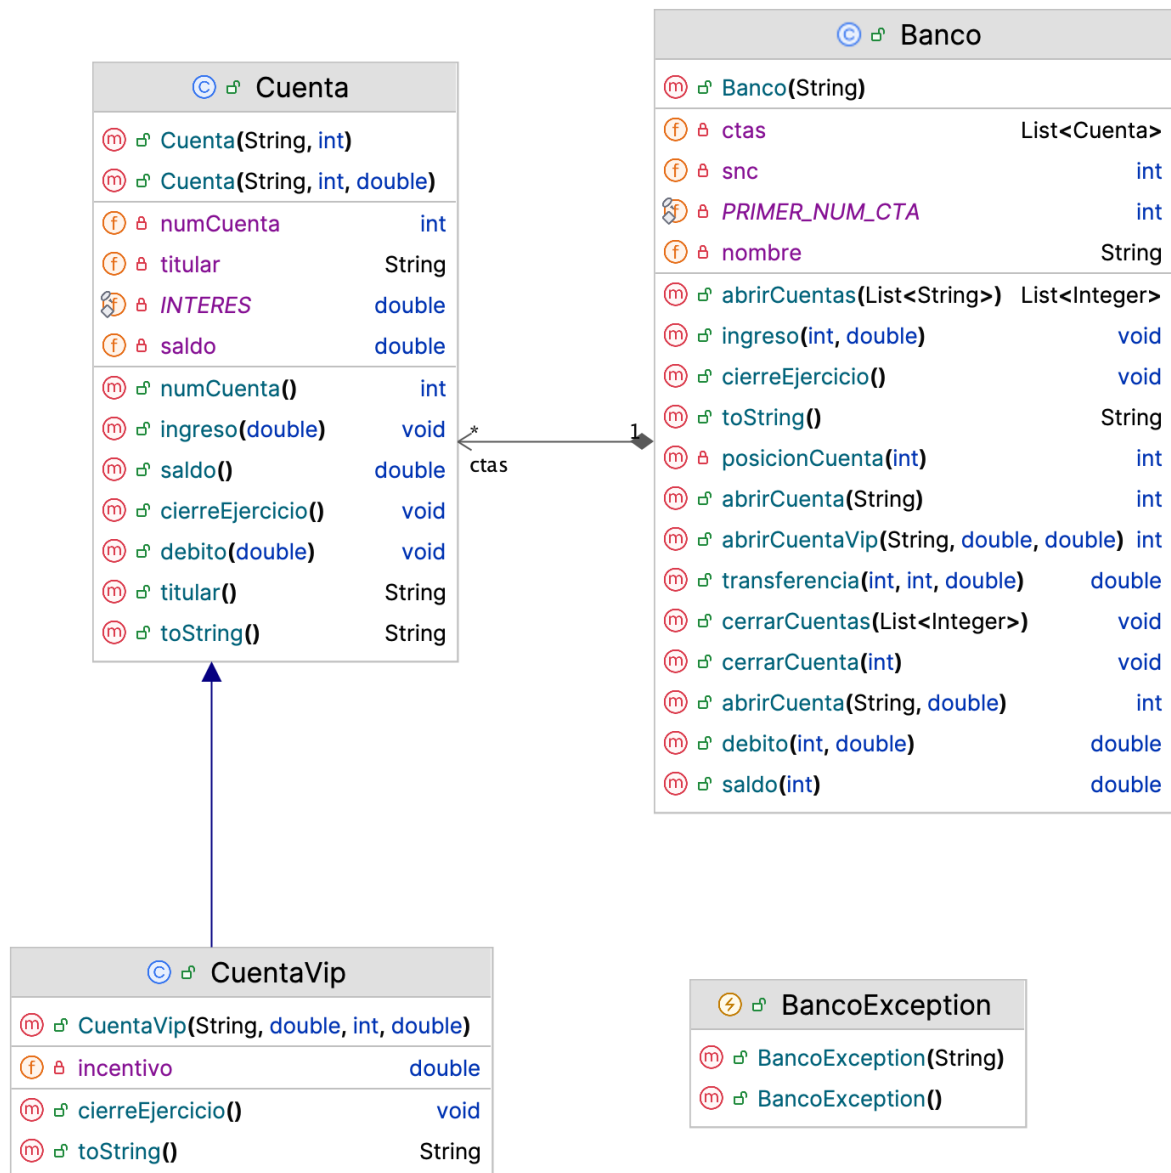 Cuenta
Cuenta(String, int)
Cuenta(String, int, double)
numCuenta int
titular String
INTERES double
saldo double
numCuenta() int
ingreso(double) void
saldo() double
cierreEjercicio() void
debito(double) void
titular() String
toString() String
Banco
Banco(String)
ctas List<Cuenta>
snc int
PRIMER_NUM_CTA int
nombre String
abrirCuentas(List<String>) List<Integer>
ingreso(int, double) void
cierreEjercicio() void
toString() String
posicionCuenta(int) int
abrirCuenta(String) int
abrirCuentaVip(String, double, double) int
transferencia(int, int, double) double
cerrarCuentas(List<Integer>) void
cerrarCuenta(int) void
abrirCuenta(String, double) int
debito(int, double) double
saldo(int) double
* 1
ctas
CuentaVip
CuentaVip(String, double, int, double)
incentivo double
cierreEjercicio() void
toString() String
BancoException
BancoException(String)
BancoException()